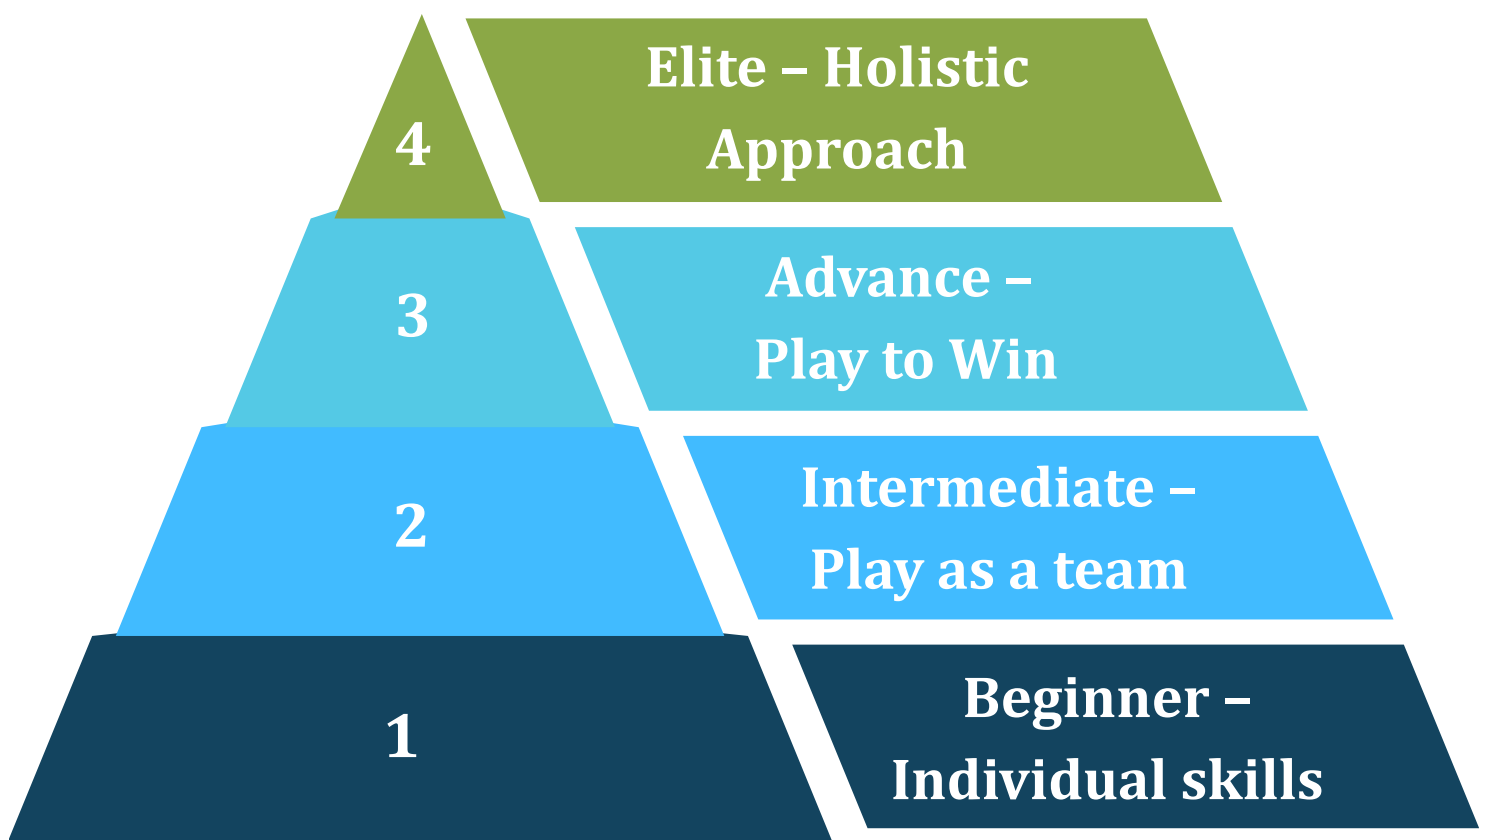 4
Elite – Holistic
Approach
3
Advance –
Play to Win
2
Intermediate –
Play as a team
1
Beginner –
Individual skills